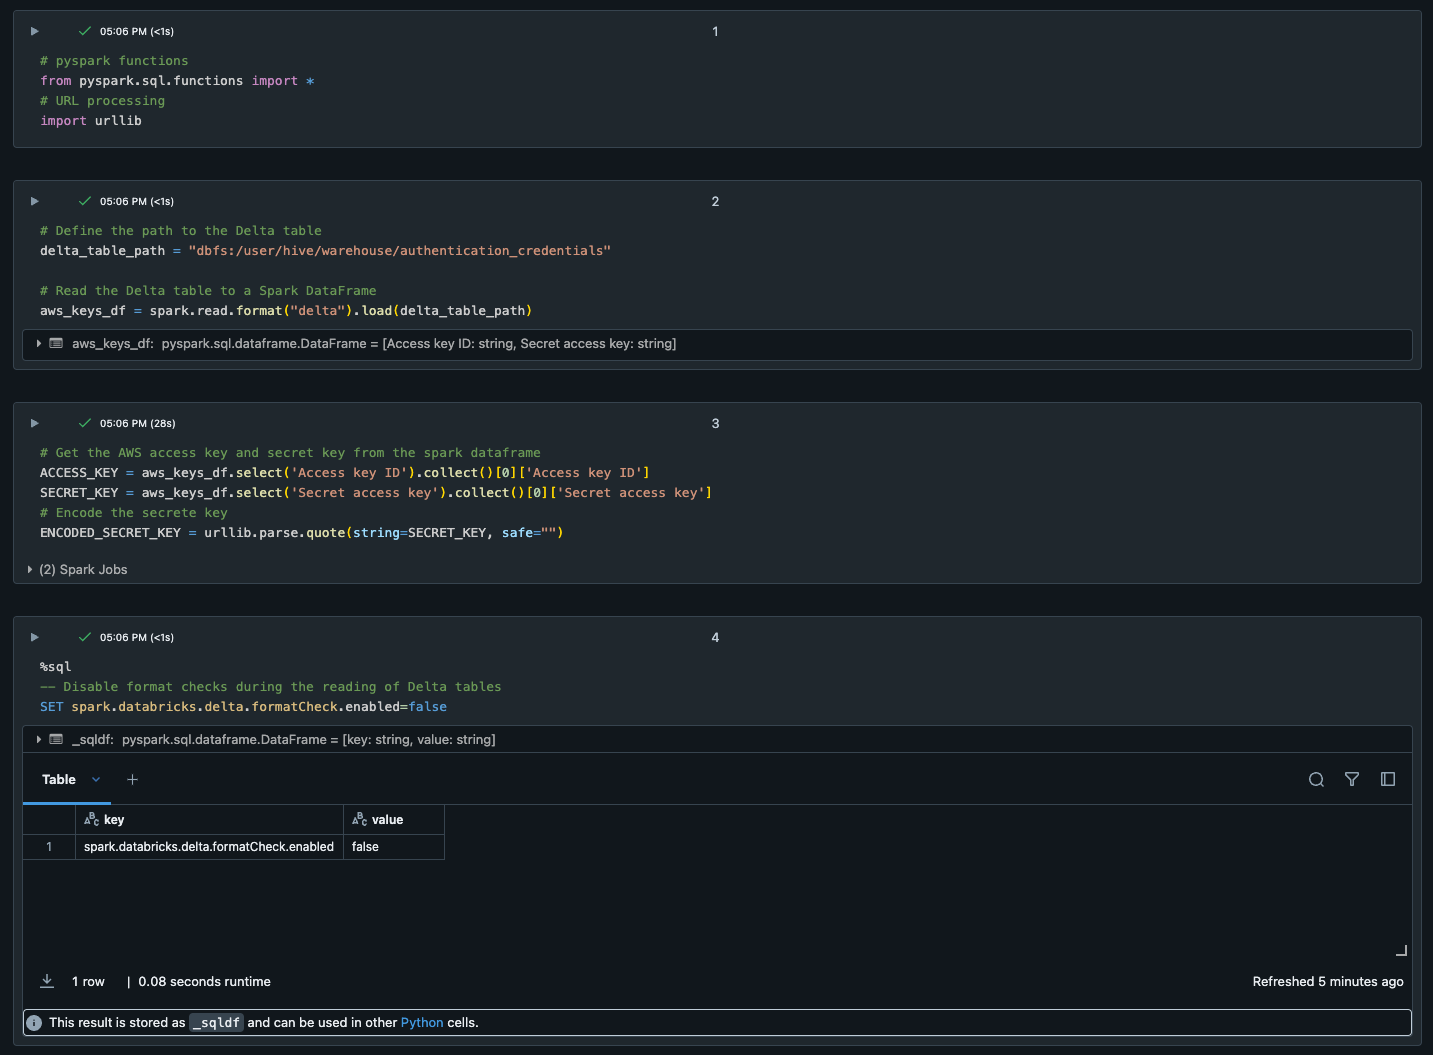 05:06 PM (<1s)
1
# pyspark functions
from pyspark.sql.functions import *
# URL processing
import urllib
05:06 PM (<1s)
2
# Define the path to the Delta table
delta_table_path = "dbfs:/user/hive/warehouse/authentication_credentials"
# Read the Delta table to a Spark DataFrame
aws_keys_df = spark.read.format("delta").load(delta_table_path)
aws_keys_df: pyspark.sql.dataframe.DataFrame = [Access key ID: string, Secret access key: string]
05:06 PM (28s)
3
# Get the AWS access key and secret key from the spark dataframe
ACCESS_KEY = aws_keys_df.select('Access key ID').collect()[0]['Access key ID']
SECRET_KEY = aws_keys_df.select('Secret access key').collect()[0]['Secret access key']
# Encode the secrete key
ENCODED_SECRET_KEY = urllib.parse.quote(string=SECRET_KEY, safe="")
(2) Spark Jobs
05:06 PM (<1s)
4
%sql
-- Disable format checks during the reading of Delta tables
SET spark.databricks.delta.formatCheck.enabled=false
_sqldf: pyspark.sql.dataframe.DataFrame = [key: string, value: string]
Table +
ABC key ABC value
1 spark.databricks.delta.formatCheck.enabled false
1 row | 0.08 seconds runtime
Refreshed 5 minutes ago
This result is stored as _sqldf and can be used in other Python cells.